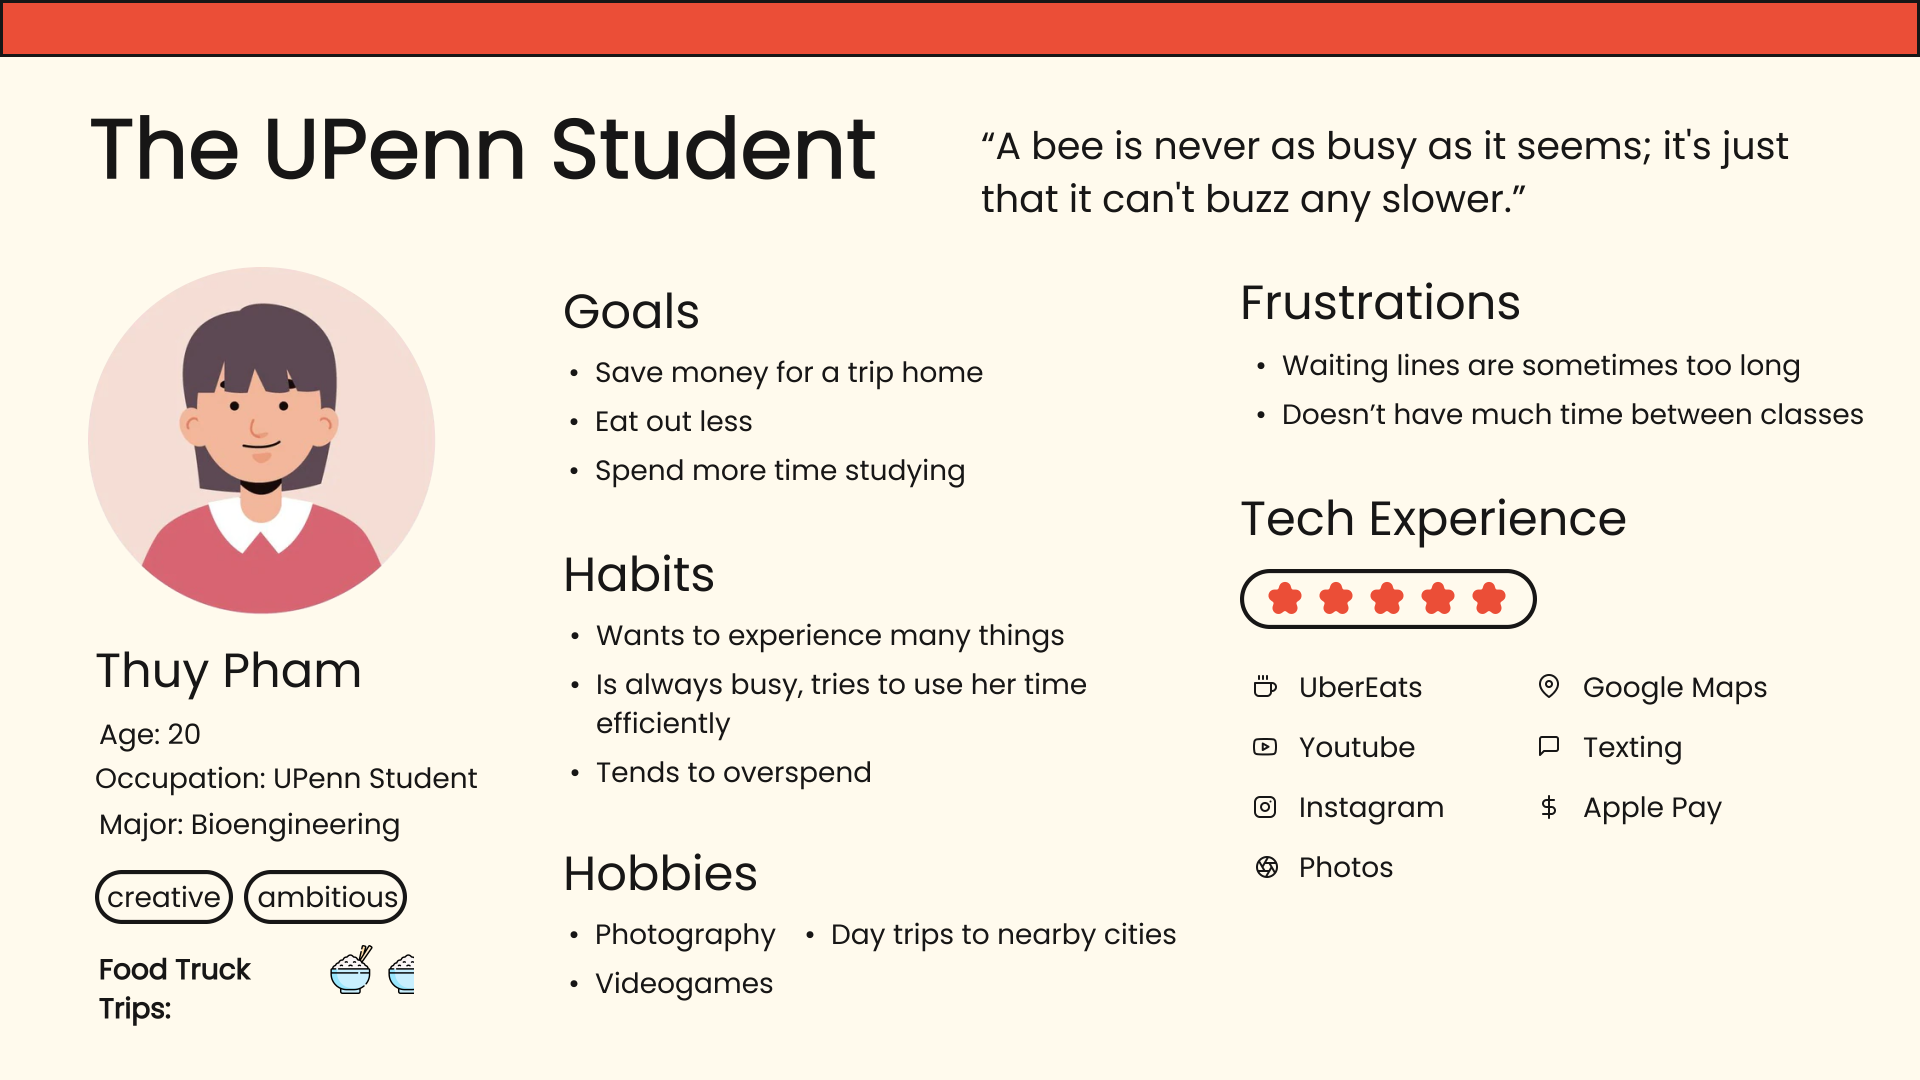 The UPenn Student
“A bee is never as busy as it seems; it's just
that it can't buzz any slower.”
Thuy Pham
Age: 20
Occupation: UPenn Student
Major: Bioengineering
creative
ambitious
Food Truck
Trips:
Goals
• Save money for a trip home
• Eat out less
• Spend more time studying
Habits
• Wants to experience many things
• Is always busy, tries to use her time
efficiently
• Tends to overspend
Hobbies
• Photography • Day trips to nearby cities
• Videogames
Frustrations
• Waiting lines are sometimes too long
• Doesn’t have much time between classes
Tech Experience
UberEats
Youtube
Instagram
Photos
Google Maps
Texting
Apple Pay